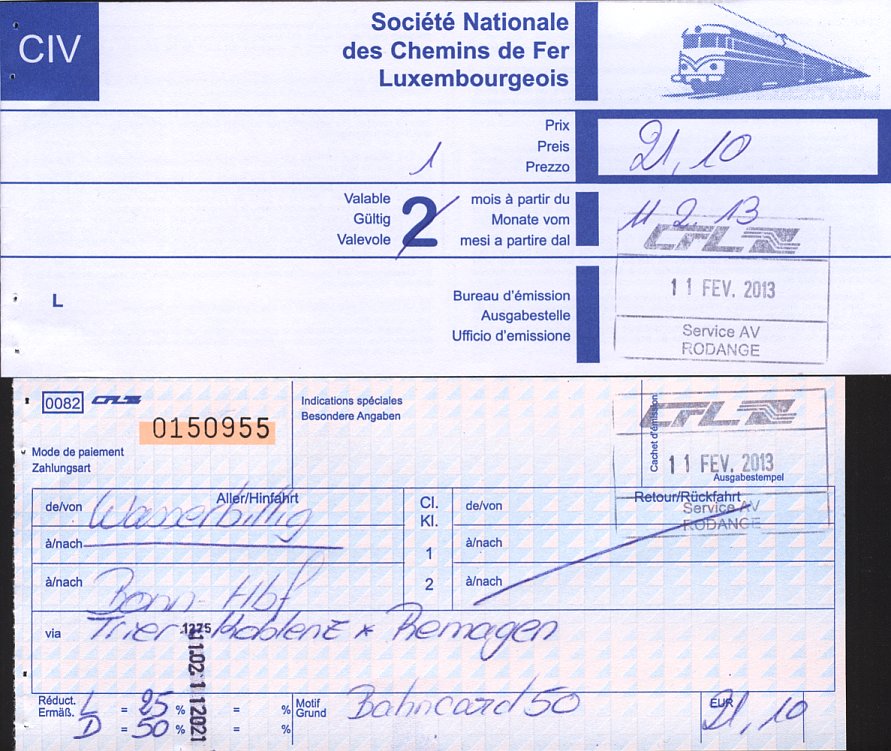 CIV
Société Nationale
des Chemins de Fer
Luxembourgeois
Prix
Preis
Prezzo
1
21,10
Valable
Gültig
Valevole
2
mois à partir du
Monate vom
mesi a partire dal
11 2. 13
CFL
11 FEV. 2013
Service AV
RODANGE
L
Bureau d'émission
Ausgabestelle
Ufficio d'emissione
0082 CFL
0150955
Indications spéciales
Besondere Angaben
Mode de paiement
Zahlungsart
Cachet d'émission
CFL
11 FEV. 2013
Ausgabestempel
Service AV
RODANGE
Aller/Hinfahrt
de/von Wasserbillig
à/nach
à/nach Bonn-Hbf
Cl.
Kl.
1
2
Retour/Rückfahrt
de/von
à/nach
à/nach
via Trier-Koblenz * Remagen
Réduct.
Ermäß.
L = 25 % = %
D = 50 % = %
Motif
Grund
Bahncard 50
EUR
21,10